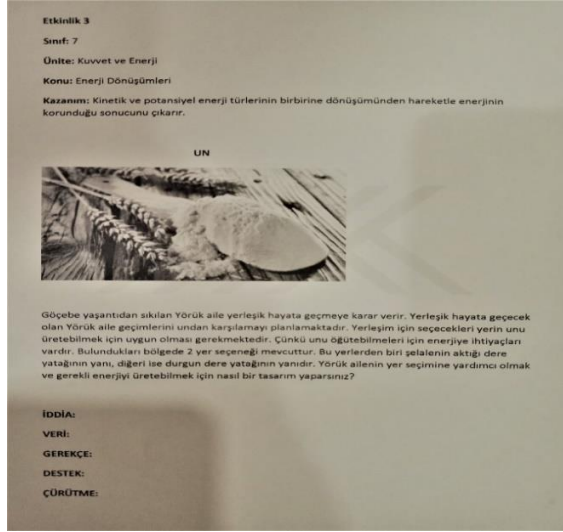 Etkinlik 3
Sınıf: 7
Ünite: Kuvvet ve Enerji
Konu: Enerji Dönüşümleri
Kazanım: Kinetik ve potansiyel enerji türlerinin birbirine dönüşümünden hareketle enerjinin
korunduğu sonucunu çıkarır.
UN
Göçebe yaşantıdan sıkılan Yörük aile yerleşik hayata geçmeye karar verir. Yerleşik hayata geçecek
olan Yörük aile geçimlerini undan karşılamayı planlamaktadır. Yerleşim için seçecekleri yerin unu
üretebilmek için uygun olması gerekmektedir. Çünkü unu öğütebilmeleri için enerjiye ihtiyaçları
vardır. Bulundukları bölgede 2 yer seçeneği mevcuttur. Bu yerlerden biri şelalenin aktığı dere
yatağının yanı, diğeri ise durgun dere yatağının yanıdır. Yörük ailenin yer seçimine yardımcı olmak
ve gerekli enerjiyi üretebilmek için nasıl bir tasarım yaparsınız?
İDDİA:
VERİ:
GEREKÇE:
DESTEK:
ÇÜRÜTME: